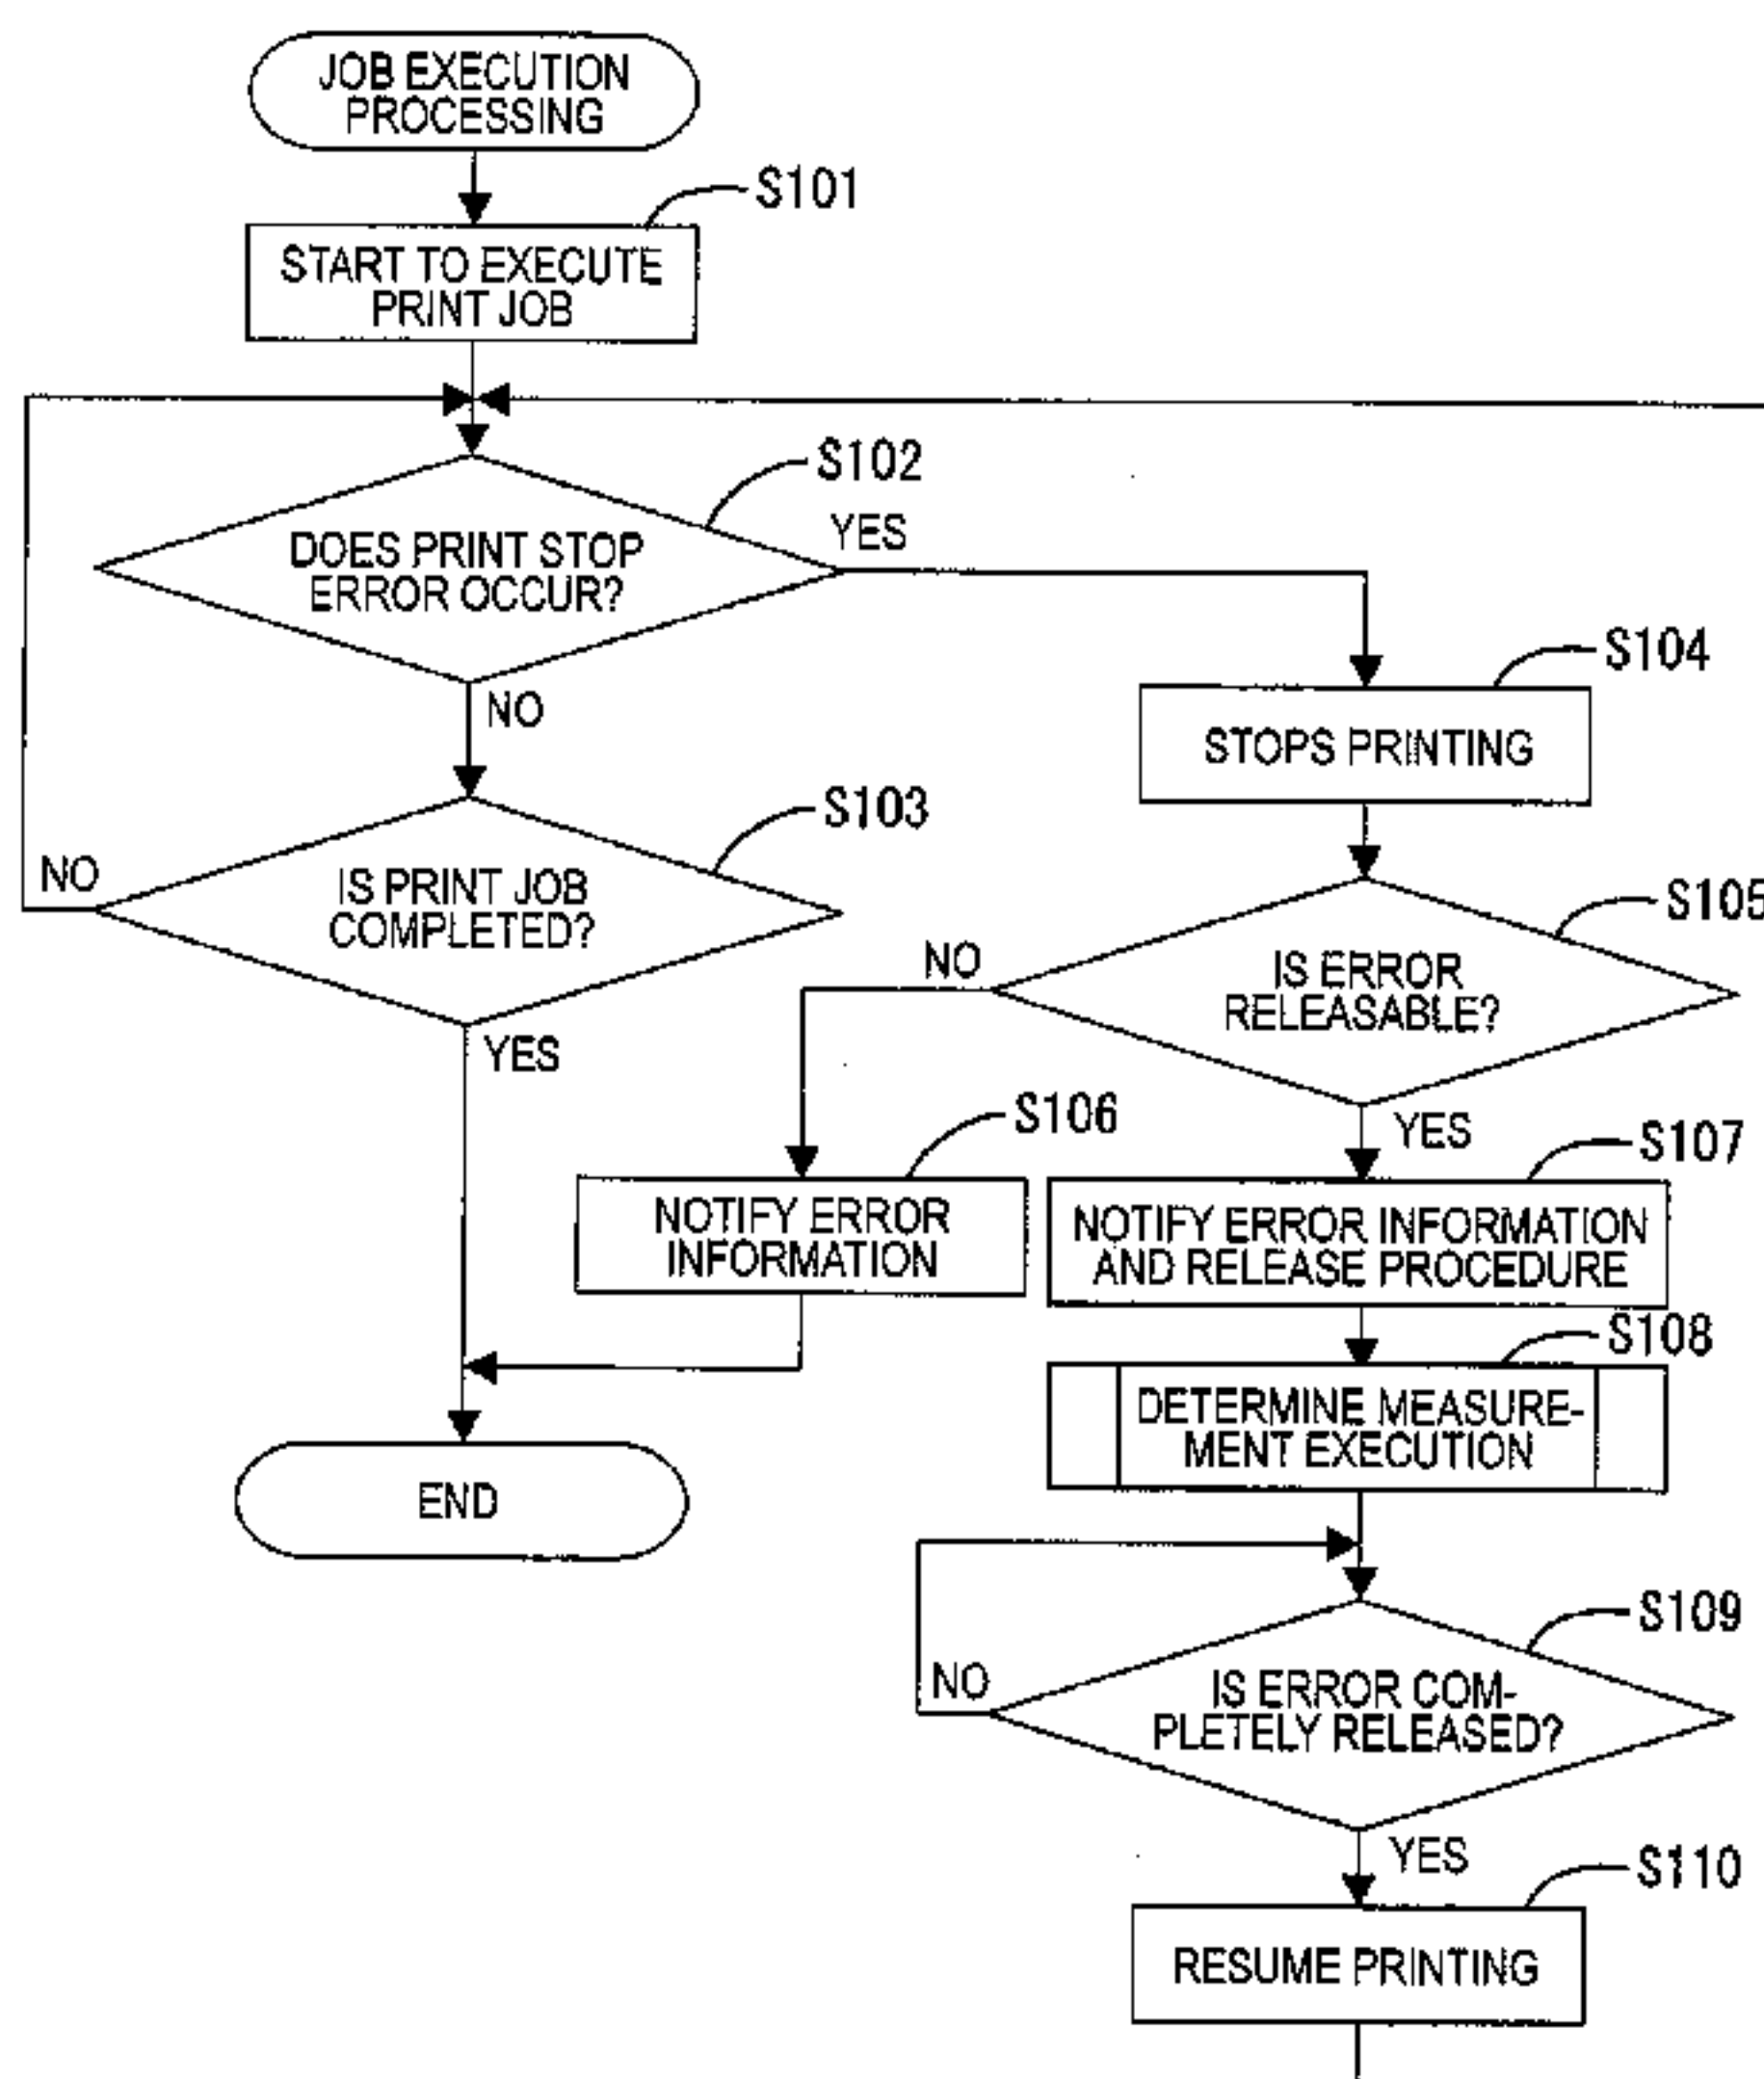 JOB EXECUTION
PROCESSING
S101
START TO EXECUTE
PRINT JOB
S102
DOES PRINT STOP
ERROR OCCUR?
YES
NO
S104
STOPS PRINTING
S103
IS PRINT JOB
COMPLETED?
NO
YES
S105
IS ERROR
RELEASABLE?
NO
YES
S106
NOTIFY ERROR
INFORMATION
S107
NOTIFY ERROR INFORMATION
AND RELEASE PROCEDURE
S108
DETERMINE MEASURE-
MENT EXECUTION
END
S109
IS ERROR COM-
PLETELY RELEASED?
NO
YES
S110
RESUME PRINTING